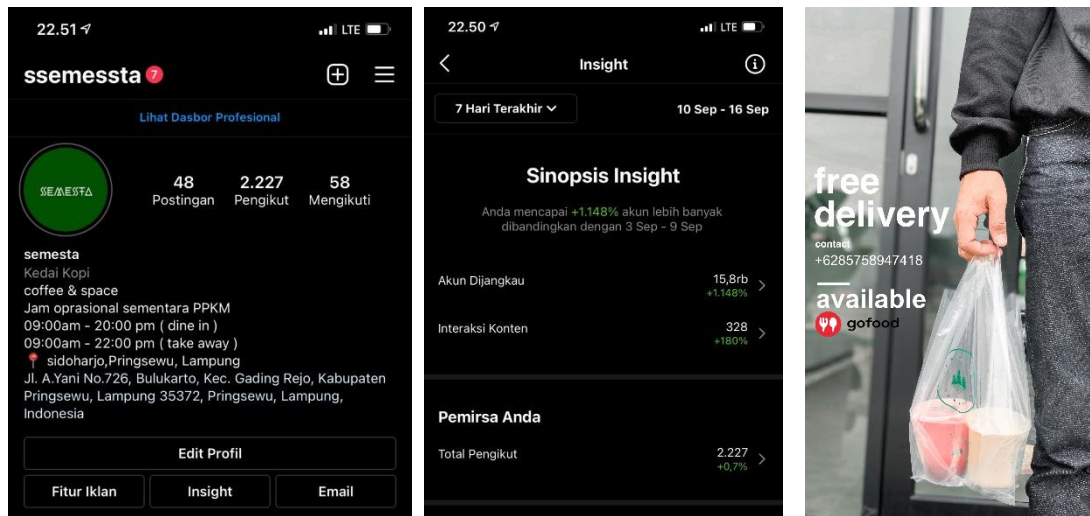 22.51
LTE
ssemessta 7
Lihat Dasbor Profesional
SEMESTA
48 2.227 58
Postingan Pengikut Mengikuti
semesta
Kedai Kopi
coffee & space
Jam oprasional sementara PPKM
09:00am - 20:00 pm ( dine in )
09:00am - 22:00 pm ( take away )
📍 sidoharjo,Pringsewu, Lampung
Jl. A.Yani No.726, Bulukarto, Kec. Gading Rejo, Kabupaten
Pringsewu, Lampung 35372, Pringsewu, Lampung,
Indonesia
Edit Profil
Fitur Iklan Insight Email
22.50
LTE
Insight
7 Hari Terakhir 10 Sep - 16 Sep
Sinopsis Insight
Anda mencapai +1.148% akun lebih banyak
dibandingkan dengan 3 Sep - 9 Sep
Akun Dijangkau 15,8rb
+1.148%
Interaksi Konten 328
+180%
Pemirsa Anda
Total Pengikut 2.227
+0,7%
free
delivery
contact
+6285758947418
available
gofood